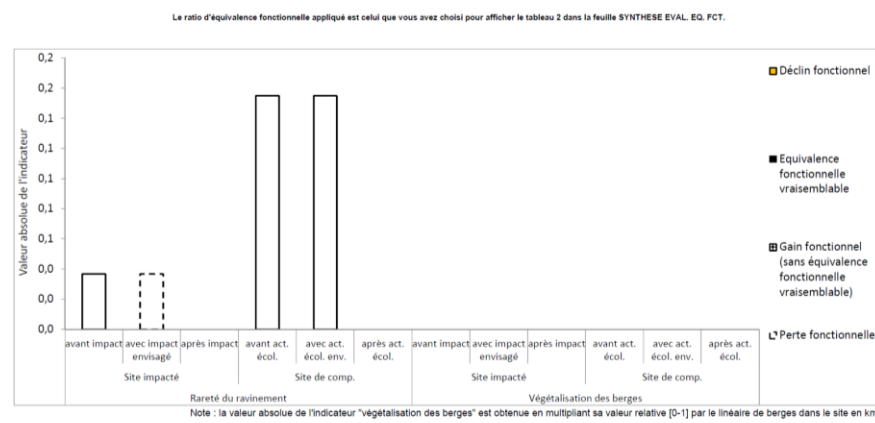 Le ratio d'équivalence fonctionnelle appliqué est celui que vous avez choisi pour afficher le tableau 2 dans la feuille SYNTHESE EVAL. EQ. FCT.
Valeur absolue de l'indicateur
0,2
0,2
0,1
0,1
0,1
0,1
0,1
0,0
0,0
0,0
avant impact avec impact après impact avant act. avec act. après act. avant impact avec impact après impact avant act. avec act. après act.
envisagé écol. écol. env. écol. envisagé écol. écol. env. écol.
Site impacté Site de comp. Site impacté Site de comp.
Rareté du ravinement Végétalisation des berges
Déclin fonctionnel
Equivalence
fonctionnelle
vraisemblable
Gain fonctionnel
(sans équivalence
fonctionnelle
vraisemblable)
Perte fonctionnelle
Note : la valeur absolue de l'indicateur "végétalisation des berges" est obtenue en multipliant sa valeur relative [0-1] par le linéaire de berges dans le site en km